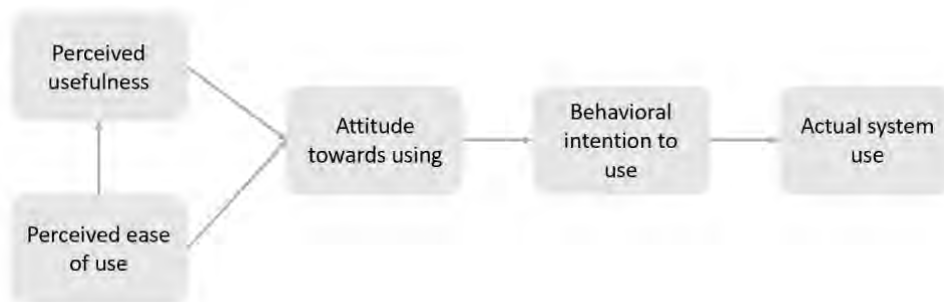 Perceived
usefulness
Attitude
towards using
Behavioral
intention to
use
Actual system
use
Perceived ease
of use